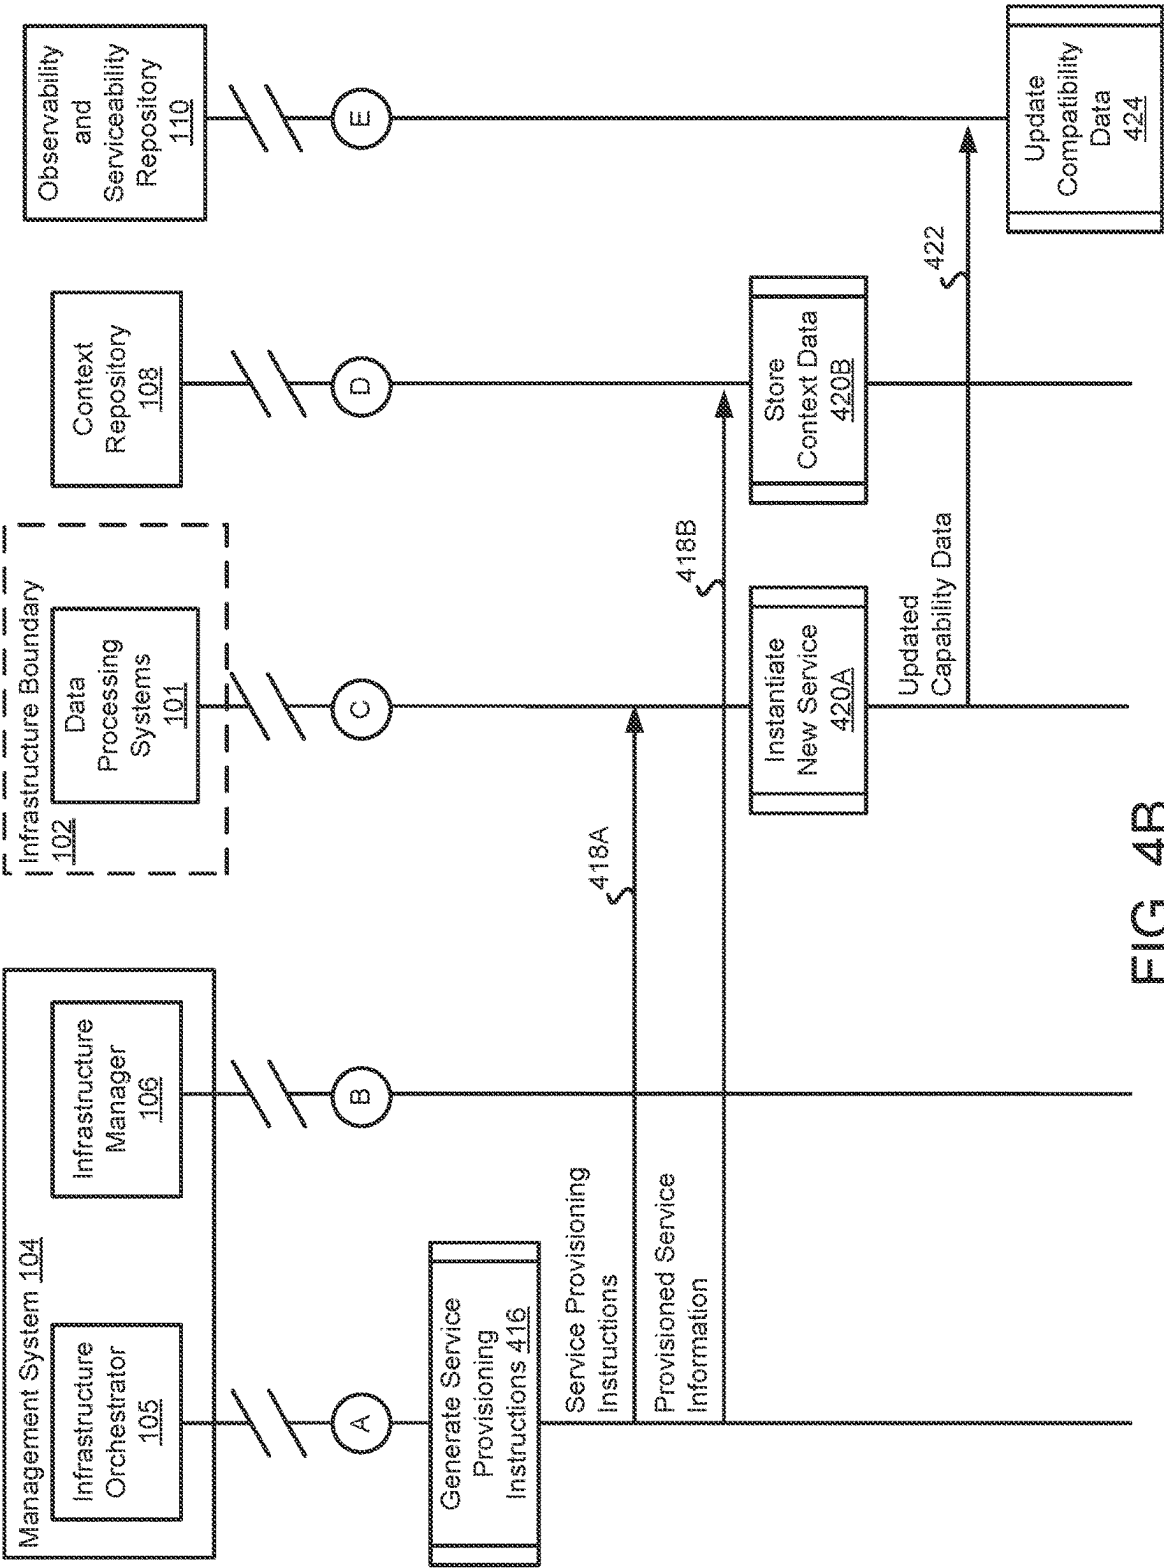 Management System 104
Infrastructure
Orchestrator
105
Infrastructure
Manager
106
Infrastructure Boundary
102
Data
Processing
Systems
101
Context
Repository
108
Observability
and
Serviceability
Repository
110
A
B
C
D
E
Generate Service
Provisioning
Instructions 416
Service Provisioning
Instructions
418A
Provisioned Service
Information
418B
Instantiate
New Service
420A
Store
Context Data
420B
Updated
Capability Data
422
Update
Compatibility
Data
424
FIG. 4B